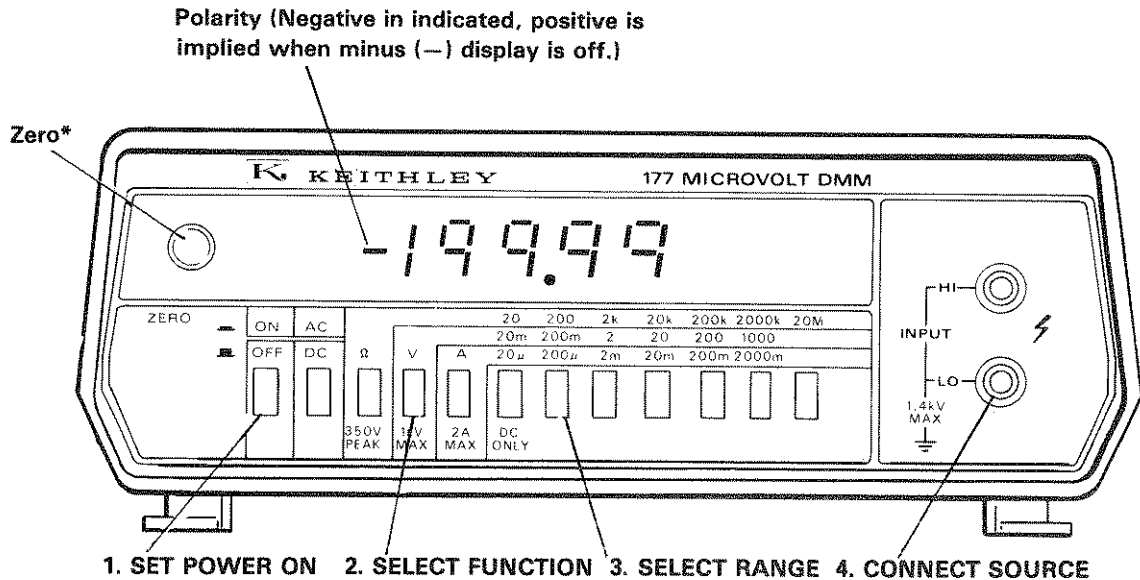 Polarity (Negative in indicated, positive is
implied when minus (—) display is off.)
Zero*
K KEITHLEY 177 MICROVOLT DMM
-199.99
ZERO ON AC 20 200 2k 20k 200k 2000k 20M
20m 200m 2 20 200 1000
OFF DC Ω V A 20μ 200μ 2m 20m 200m 2000m
350V 1kV 2A DC
PEAK MAX MAX ONLY
HI
INPUT
LO
1.4kV
MAX
1. SET POWER ON 2. SELECT FUNCTION 3. SELECT RANGE 4. CONNECT SOURCE